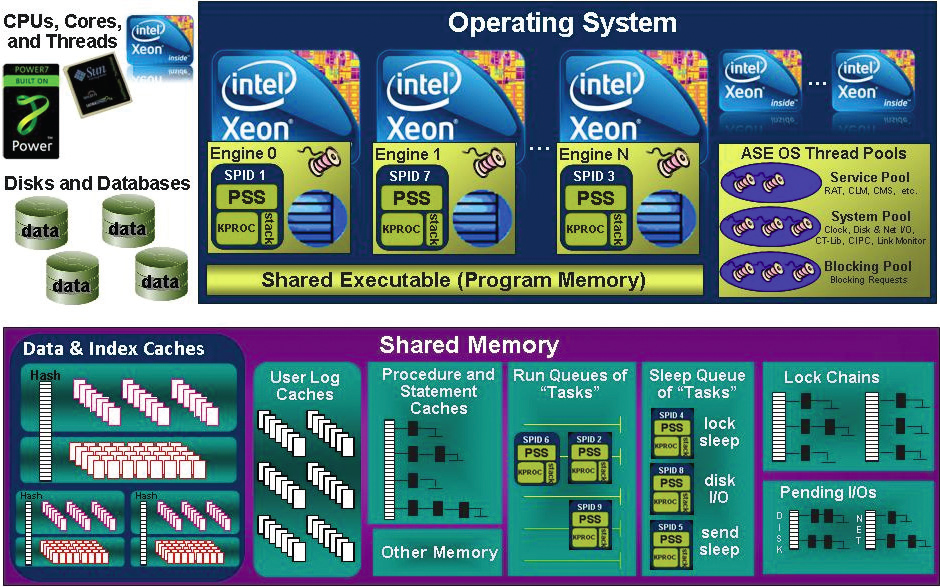 CPUs, Cores,
and Threads
intel
Xeon
inside™
POWER7
BUILT ON
Power
Sun
Disks and Databases
data
data
data
data
Operating System
intel
Xeon
intel
Xeon
...
intel
Xeon
intel
Xeon
inside™
...
intel
Xeon
inside™
Engine 0
SPID 1
PSS
KPROC
stack
Engine 1
SPID 7
PSS
KPROC
stack
...
Engine N
SPID 3
PSS
KPROC
stack
Shared Executable (Program Memory)
ASE OS Thread Pools
Service Pool
RAT, CLM, CMS, etc.
System Pool
Clock, Disk & Net I/O,
CT-Lib, CIPC, Link Monitor
Blocking Pool
Blocking Requests
Shared Memory
Data & Index Caches
Hash
Hash
Hash
User Log
Caches
Procedure and
Statement
Caches
Other Memory
Run Queues of
“Tasks”
SPID 6
PSS
KPROC
stack
SPID 2
PSS
KPROC
stack
SPID 9
PSS
KPROC
stack
Sleep Queue
of “Tasks”
SPID 4
PSS
KPROC
stack
lock
sleep
SPID 8
PSS
KPROC
stack
disk
I/O
SPID 5
PSS
KPROC
stack
send
sleep
Lock Chains
Pending I/Os
DISK
NET